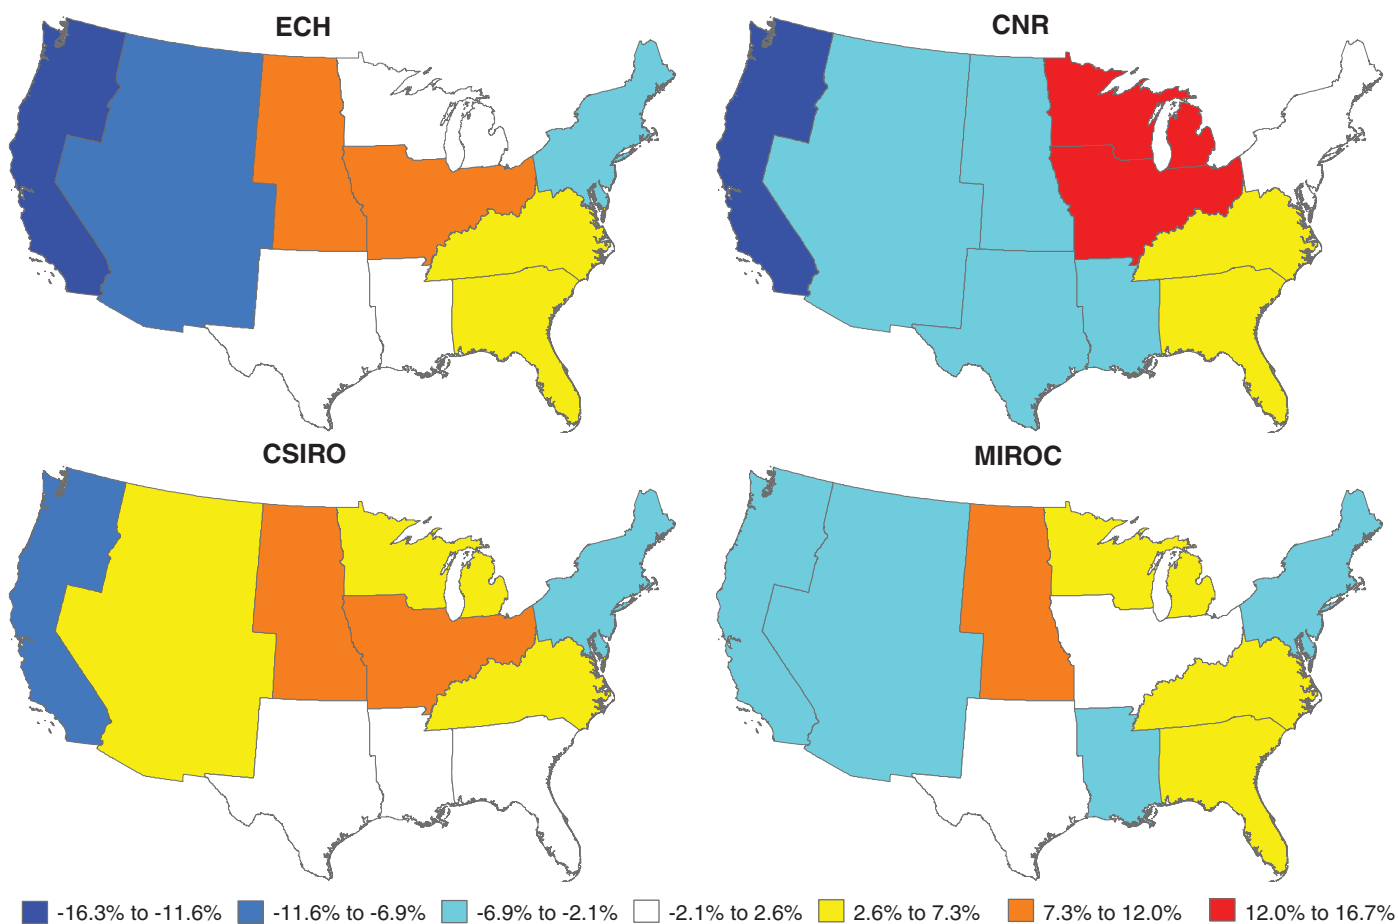 ECH
CNR
CSIRO
MIROC
-16.3% to -11.6% -11.6% to -6.9% -6.9% to -2.1% -2.1% to 2.6% 2.6% to 7.3% 7.3% to 12.0% 12.0% to 16.7%